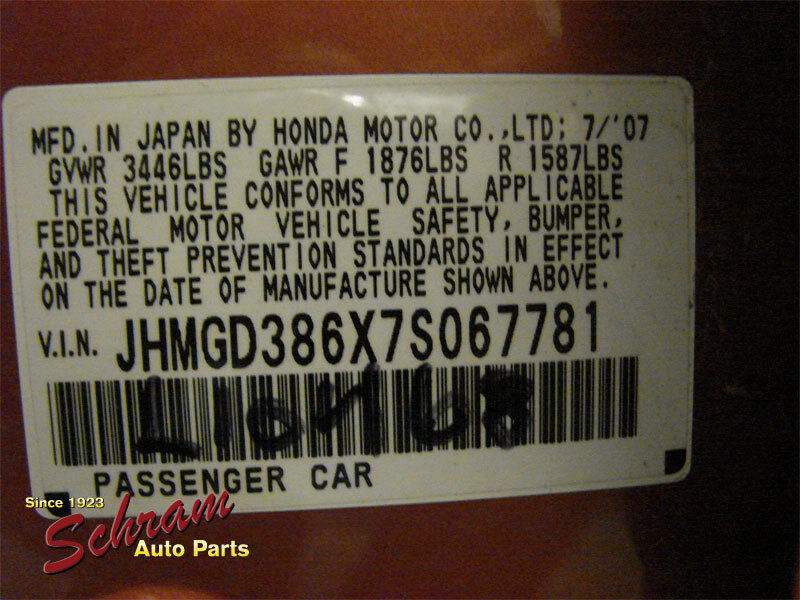 MFD. IN JAPAN BY HONDA MOTOR CO., LTD: 7/'07
GVWR 3446LBS GAWR F 1876LBS R 1587LBS
THIS VEHICLE CONFORMS TO ALL APPLICABLE
FEDERAL MOTOR VEHICLE SAFETY, BUMPER,
AND THEFT PREVENTION STANDARDS IN EFFECT
ON THE DATE OF MANUFACTURE SHOWN ABOVE.
V.I.N. JHMGD386X7S067781
PASSENGER CAR
Since 1923
Schram
Auto Parts